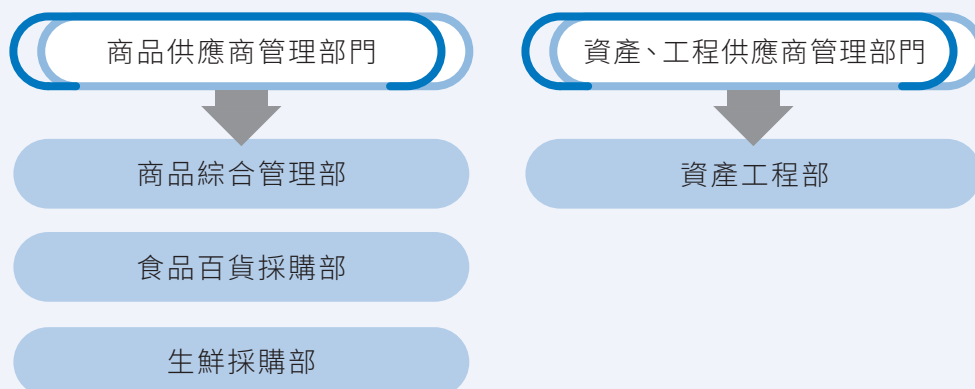 商品供應商管理部門
商品綜合管理部
食品百貨採購部
生鮮採購部
資產、工程供應商管理部門
資產工程部